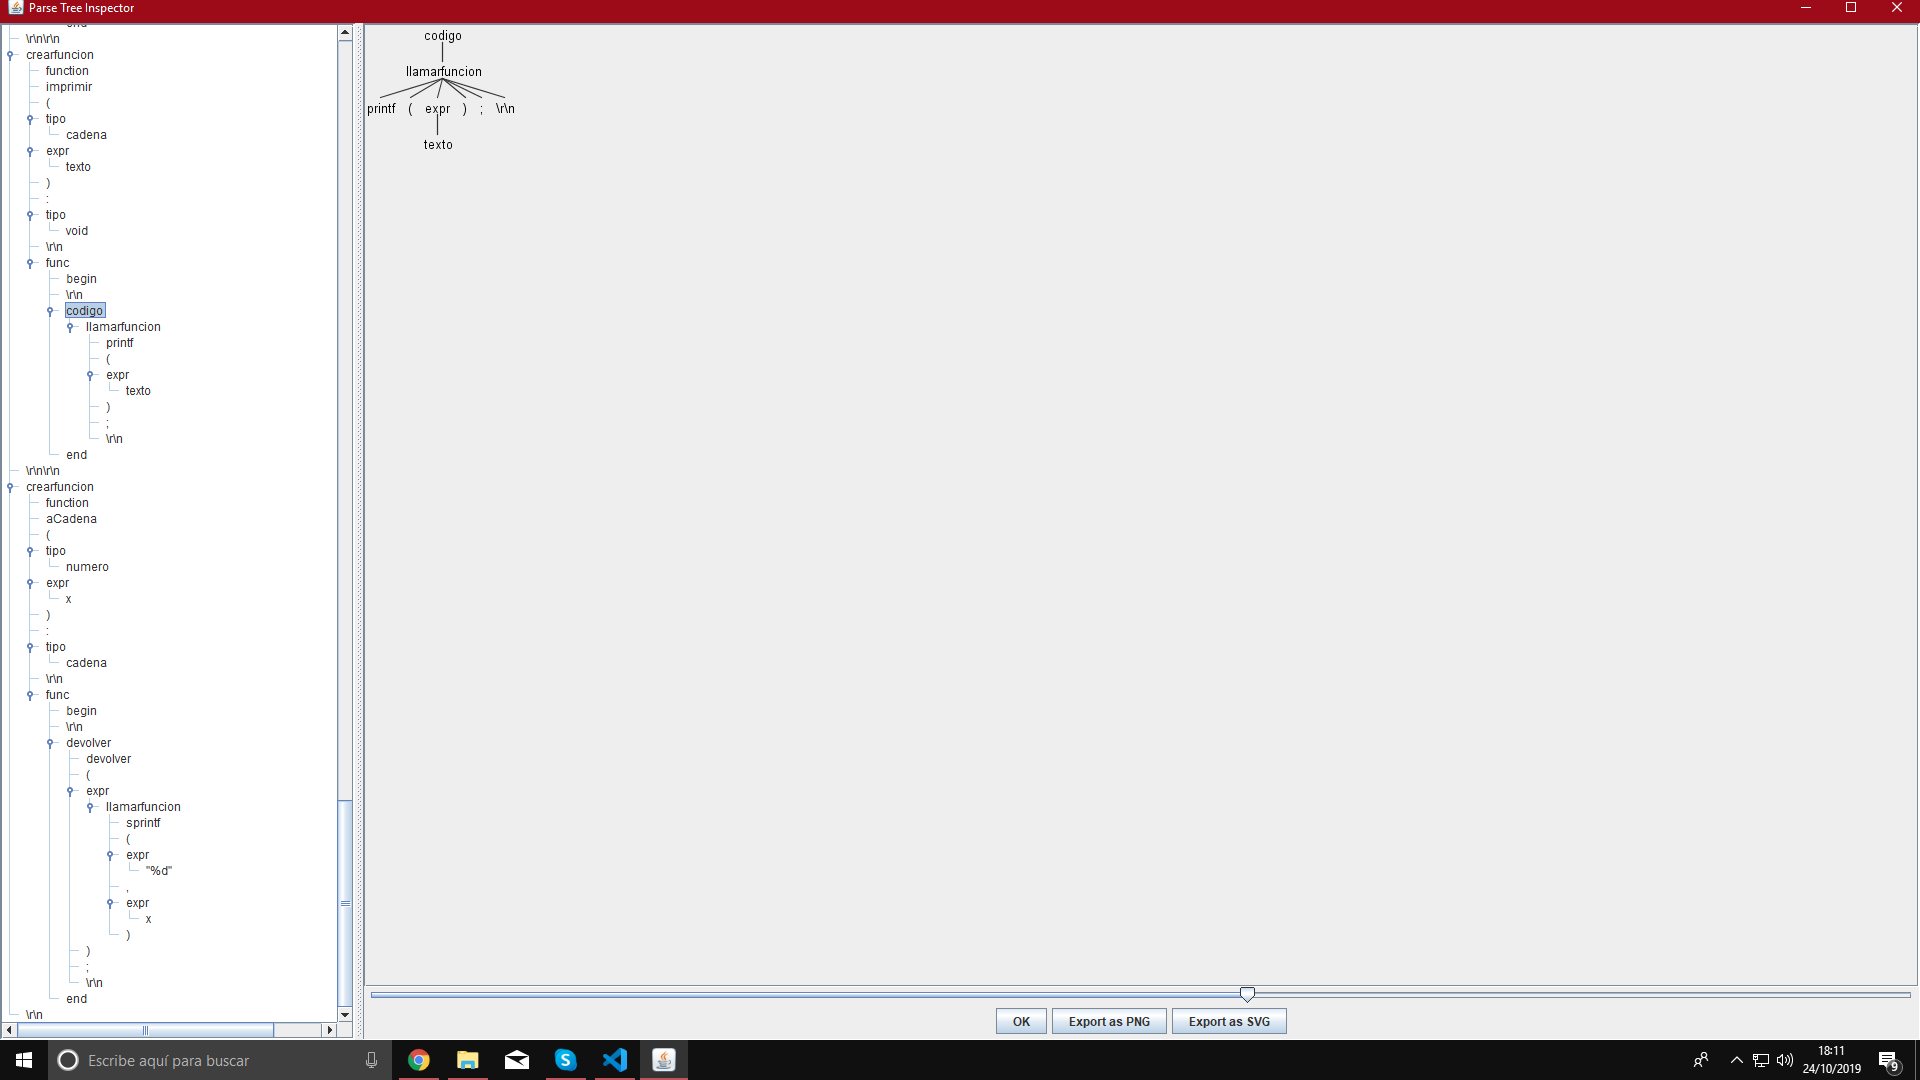 Parse Tree Inspector
end
\r\n\r\n
crearfuncion
function
imprimir
(
tipo
cadena
expr
texto
)
:
tipo
void
\r\n
func
begin
\r\n
codigo
llamarfuncion
printf
(
expr
texto
)
;
\r\n
end
\r\n\r\n
crearfuncion
function
aCadena
(
tipo
numero
expr
x
)
:
tipo
cadena
\r\n
func
begin
\r\n
devolver
devolver
(
expr
llamarfuncion
sprintf
(
expr
"%d"
,
expr
x
)
)
;
\r\n
end
\r\n
codigo
llamarfuncion
printf ( expr ) ; \r\n
texto
OK Export as PNG Export as SVG
Escribe aquí para buscar
18:11
24/10/2019
9